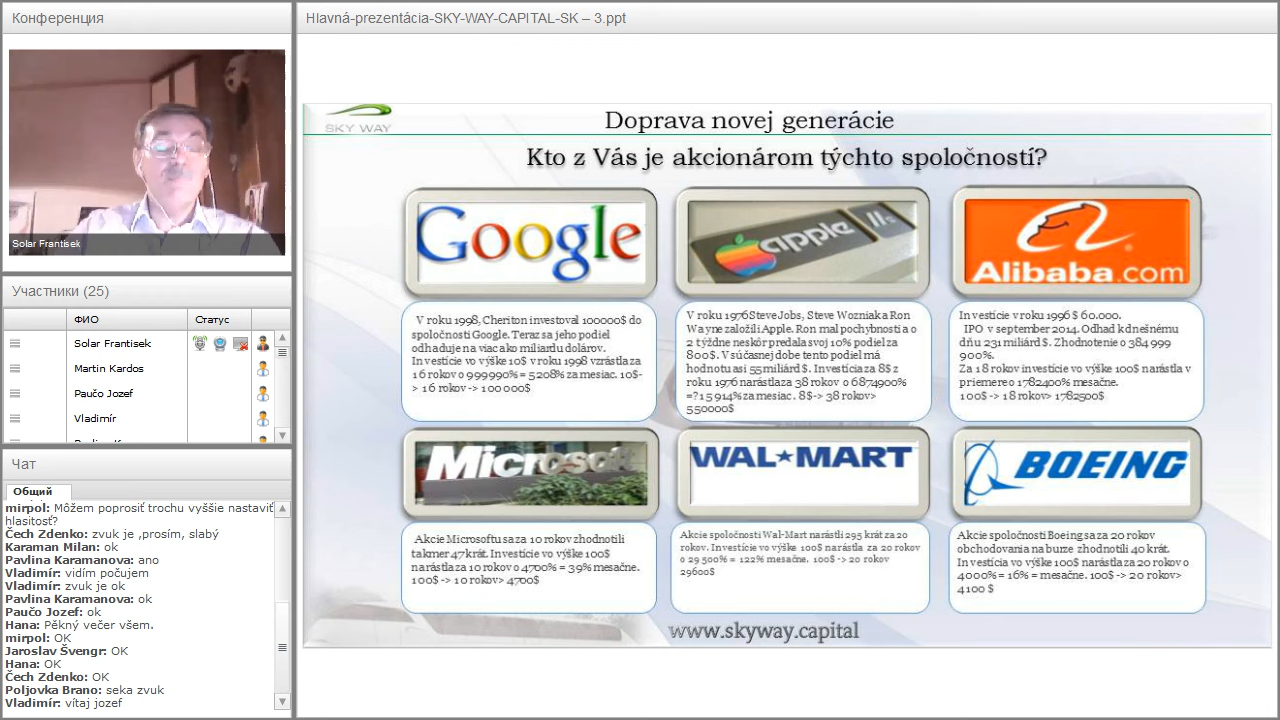 Конференция
Solar Frantisek
Участники (25)
ФИО
Статус
Solar Frantisek
Martin Kardos
Paučo Jozef
Vladimír
Чат
Общий
mirpol: Môžem poprosiť trochu vyššie nastaviť
hlasitosť?
Čech Zdenko: zvuk je ,prosím, slabý
Karaman Milan: ok
Pavlina Karamanova: ano
Vladimír: vidím počujem
Vladimír: zvuk je ok
Pavlina Karamanova: ok
Paučo Jozef: ok
Hana: Pěkný večer všem.
mirpol: OK
Jaroslav Švengr: OK
Hana: OK
Čech Zdenko: OK
Poljovka Brano: seka zvuk
Vladimír: vítaj jozef
Hlavná-prezentácia-SKY-WAY-CAPITAL-SK – 3.ppt
SKY WAY
Doprava novej generácie
Kto z Vás je akcionárom týchto spoločností?
Google
apple
//c
Alibaba.com
V roku 1998, Cheriton investoval 100000$ do
spoločnosti Google. Teraz sa jeho podiel
odhaduje na viac ako miliardu dolárov.
Investície vo výške 10$ v roku 1998 vzrástla za
16 rokov o 999990% = 5208% za mesiac. 10$-
> 16 rokov -> 100 000$
V roku 1976 Steve Jobs, Steve Wozniak a Ron
Wayne založili Apple. Ron mal pochybnosti a o
2 týždne neskôr predala svoj 10% podiel za
800$. V súčasnej dobe tento podiel má
hodnotu asi 55 miliárd $. Investícia za 8$ z
roku 1976 narástla za 38 rokov o 6874900%
=?15 914% za mesiac . 8$-> 38 rokov>
550000$
Investície v roku 1996 $ 60.000.
IPO v september 2014. Odhad k dnešnému
dňu 231 miliárd $. Zhodnotenie o 384 999
900%.
Za 18 rokov investície vo výške 100$ narástla v
priemere o 1782400% mesačne.
100$ -> 18 rokov> 1782500$
Microsoft
WAL★MART
BOEING
Akcie Microsoftu sa za 10 rokov zhodnotili
takmer 47 krát. Investície vo výške 100$
narástla za 10 rokov o 4700% = 39% mesačne.
100$ -> 10 rokov> 4700$
Akcie spoločnosti Wal-Mart narástli 295 krát za 20
rokov. Investície vo výške 100$ narástla za 20 rokov
o 29 500% = 122% mesačne. 100$ -> 20 rokov
29600$
Akcie spoločnosti Boeing sa za 20 rokov
obchodovania na burze zhodnotili 40 krát.
Investícia vo výške 100$ narástla za 20 rokov o
4000% = 16% = mesačne. 100$ -> 20 rokov>
4100 $
www.skyway.capital